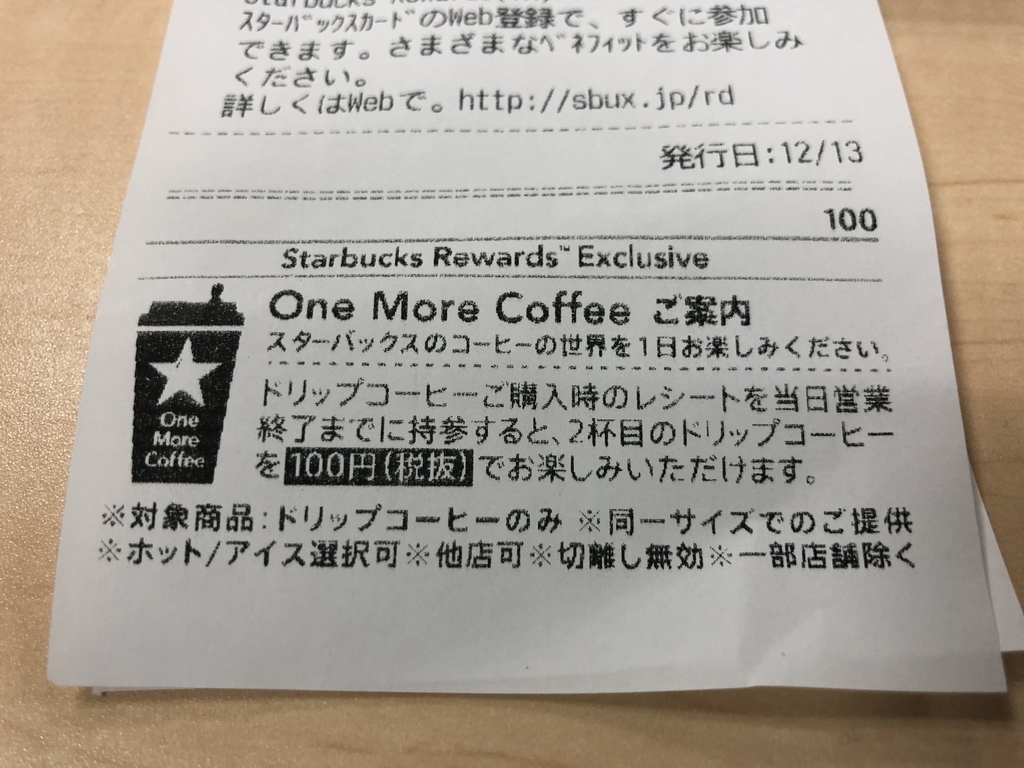 Starbucks Rewards(TM)
ｽﾀｰﾊﾞｯｸｽｶｰﾄﾞのWeb登録で、すぐに参加
できます。さまざまなﾍﾞﾈﾌｨｯﾄをお楽しみ
ください。
詳しくはWebで。http://sbux.jp/rd
発行日:12/13
100
Starbucks Rewards™ Exclusive
One More Coffee ご案内
スターバックスのコーヒーの世界を1日お楽しみください。
ドリップコーヒーご購入時のレシートを当日営業
終了までに持参すると、2杯目のドリップコーヒー
を100円(税抜)でお楽しみいただけます。
One
More
Coffee
※対象商品:ドリップコーヒーのみ ※同一サイズでのご提供
※ホット/アイス選択可※他店可※切離し無効※一部店舗除く